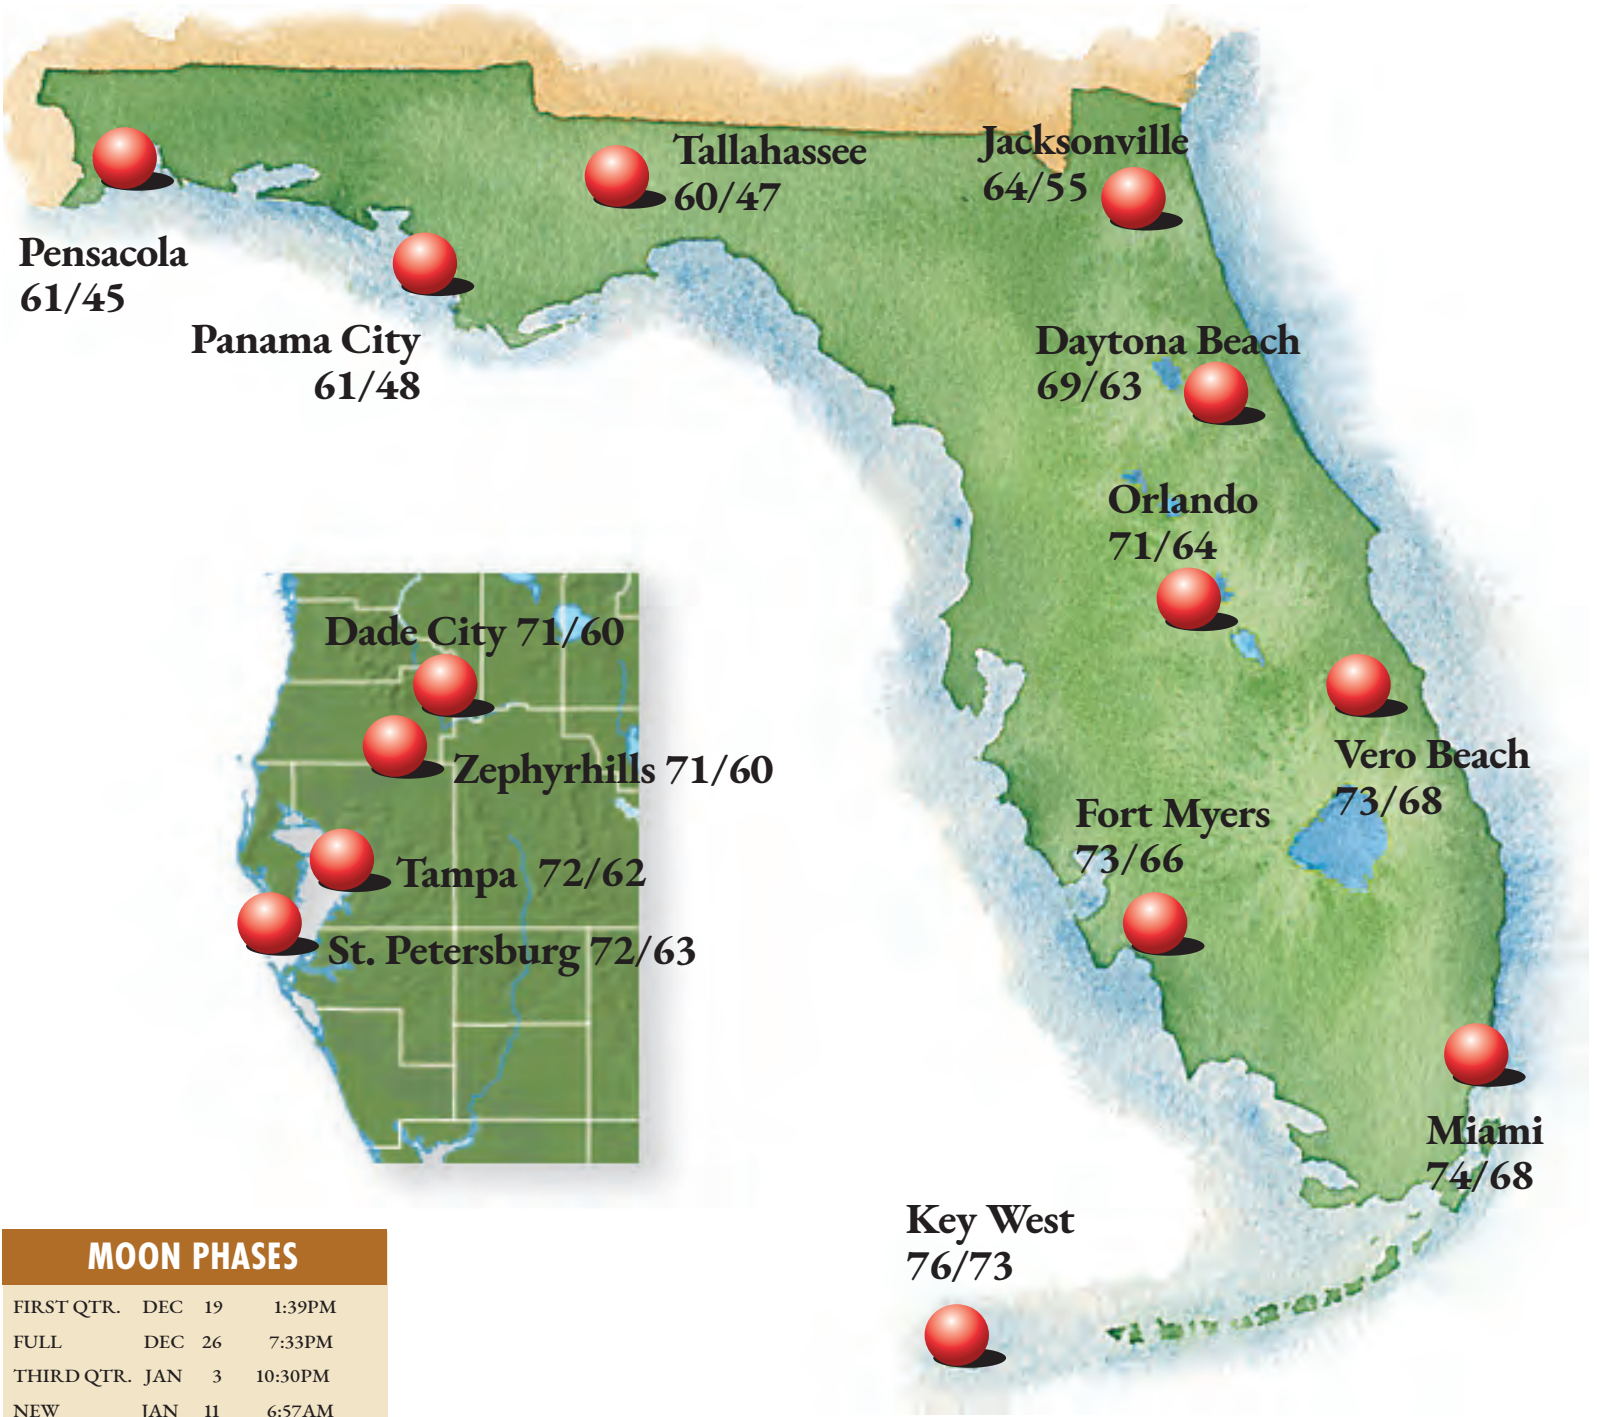 Tallahassee
60/47
Jacksonville
64/55
Pensacola
61/45
Panama City
61/48
Daytona Beach
69/63
Orlando
71/64
Dade City 71/60
Zephyrhills 71/60
Tampa 72/62
St. Petersburg 72/63
Vero Beach
73/68
Fort Myers
73/66
Miami
74/68
Key West
76/73
MOON PHASES
FIRST QTR. DEC 19 1:39PM
FULL DEC 26 7:33PM
THIRD QTR. JAN 3 10:30PM
NEW JAN 11 6:57AM